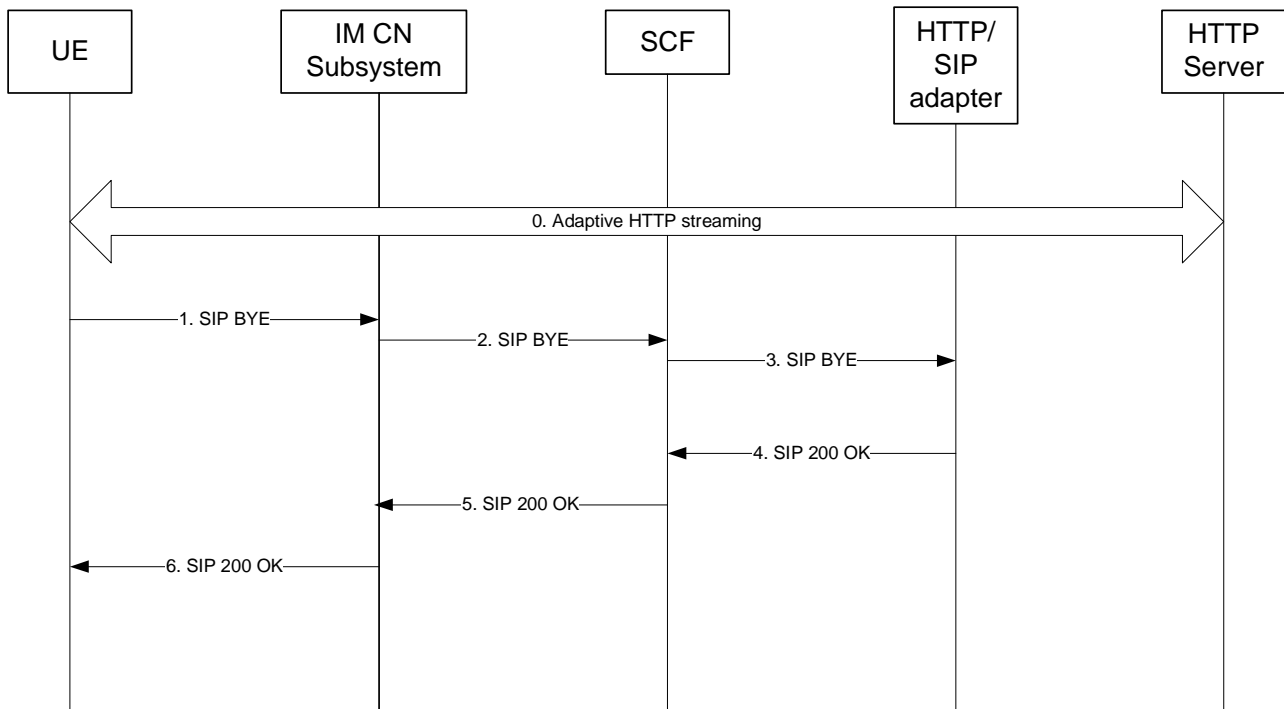 UE
IM CN
Subsystem
SCF
HTTP/
SIP
adapter
HTTP
Server
0. Adaptive HTTP streaming
1. SIP BYE
2. SIP BYE
3. SIP BYE
4. SIP 200 OK
5. SIP 200 OK
6. SIP 200 OK